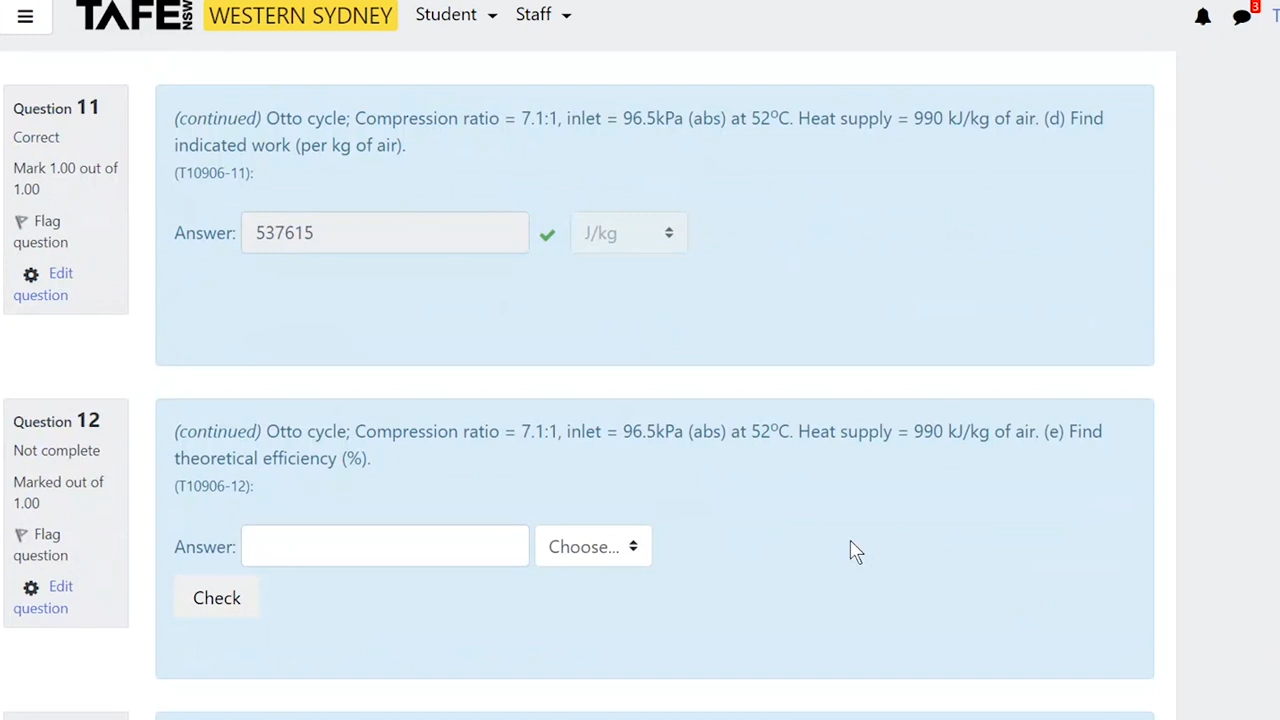 TAFE NSW WESTERN SYDNEY Student Staff 3
Question 11
Correct
Mark 1.00 out of
1.00
Flag
question
Edit
question
(continued) Otto cycle; Compression ratio = 7.1:1, inlet = 96.5kPa (abs) at 52ºC. Heat supply = 990 kJ/kg of air. (d) Find
indicated work (per kg of air).
(T10906-11):
Answer: 537615 J/kg
Question 12
Not complete
Marked out of
1.00
Flag
question
Edit
question
(continued) Otto cycle; Compression ratio = 7.1:1, inlet = 96.5kPa (abs) at 52ºC. Heat supply = 990 kJ/kg of air. (e) Find
theoretical efficiency (%).
(T10906-12):
Answer: Choose...
Check